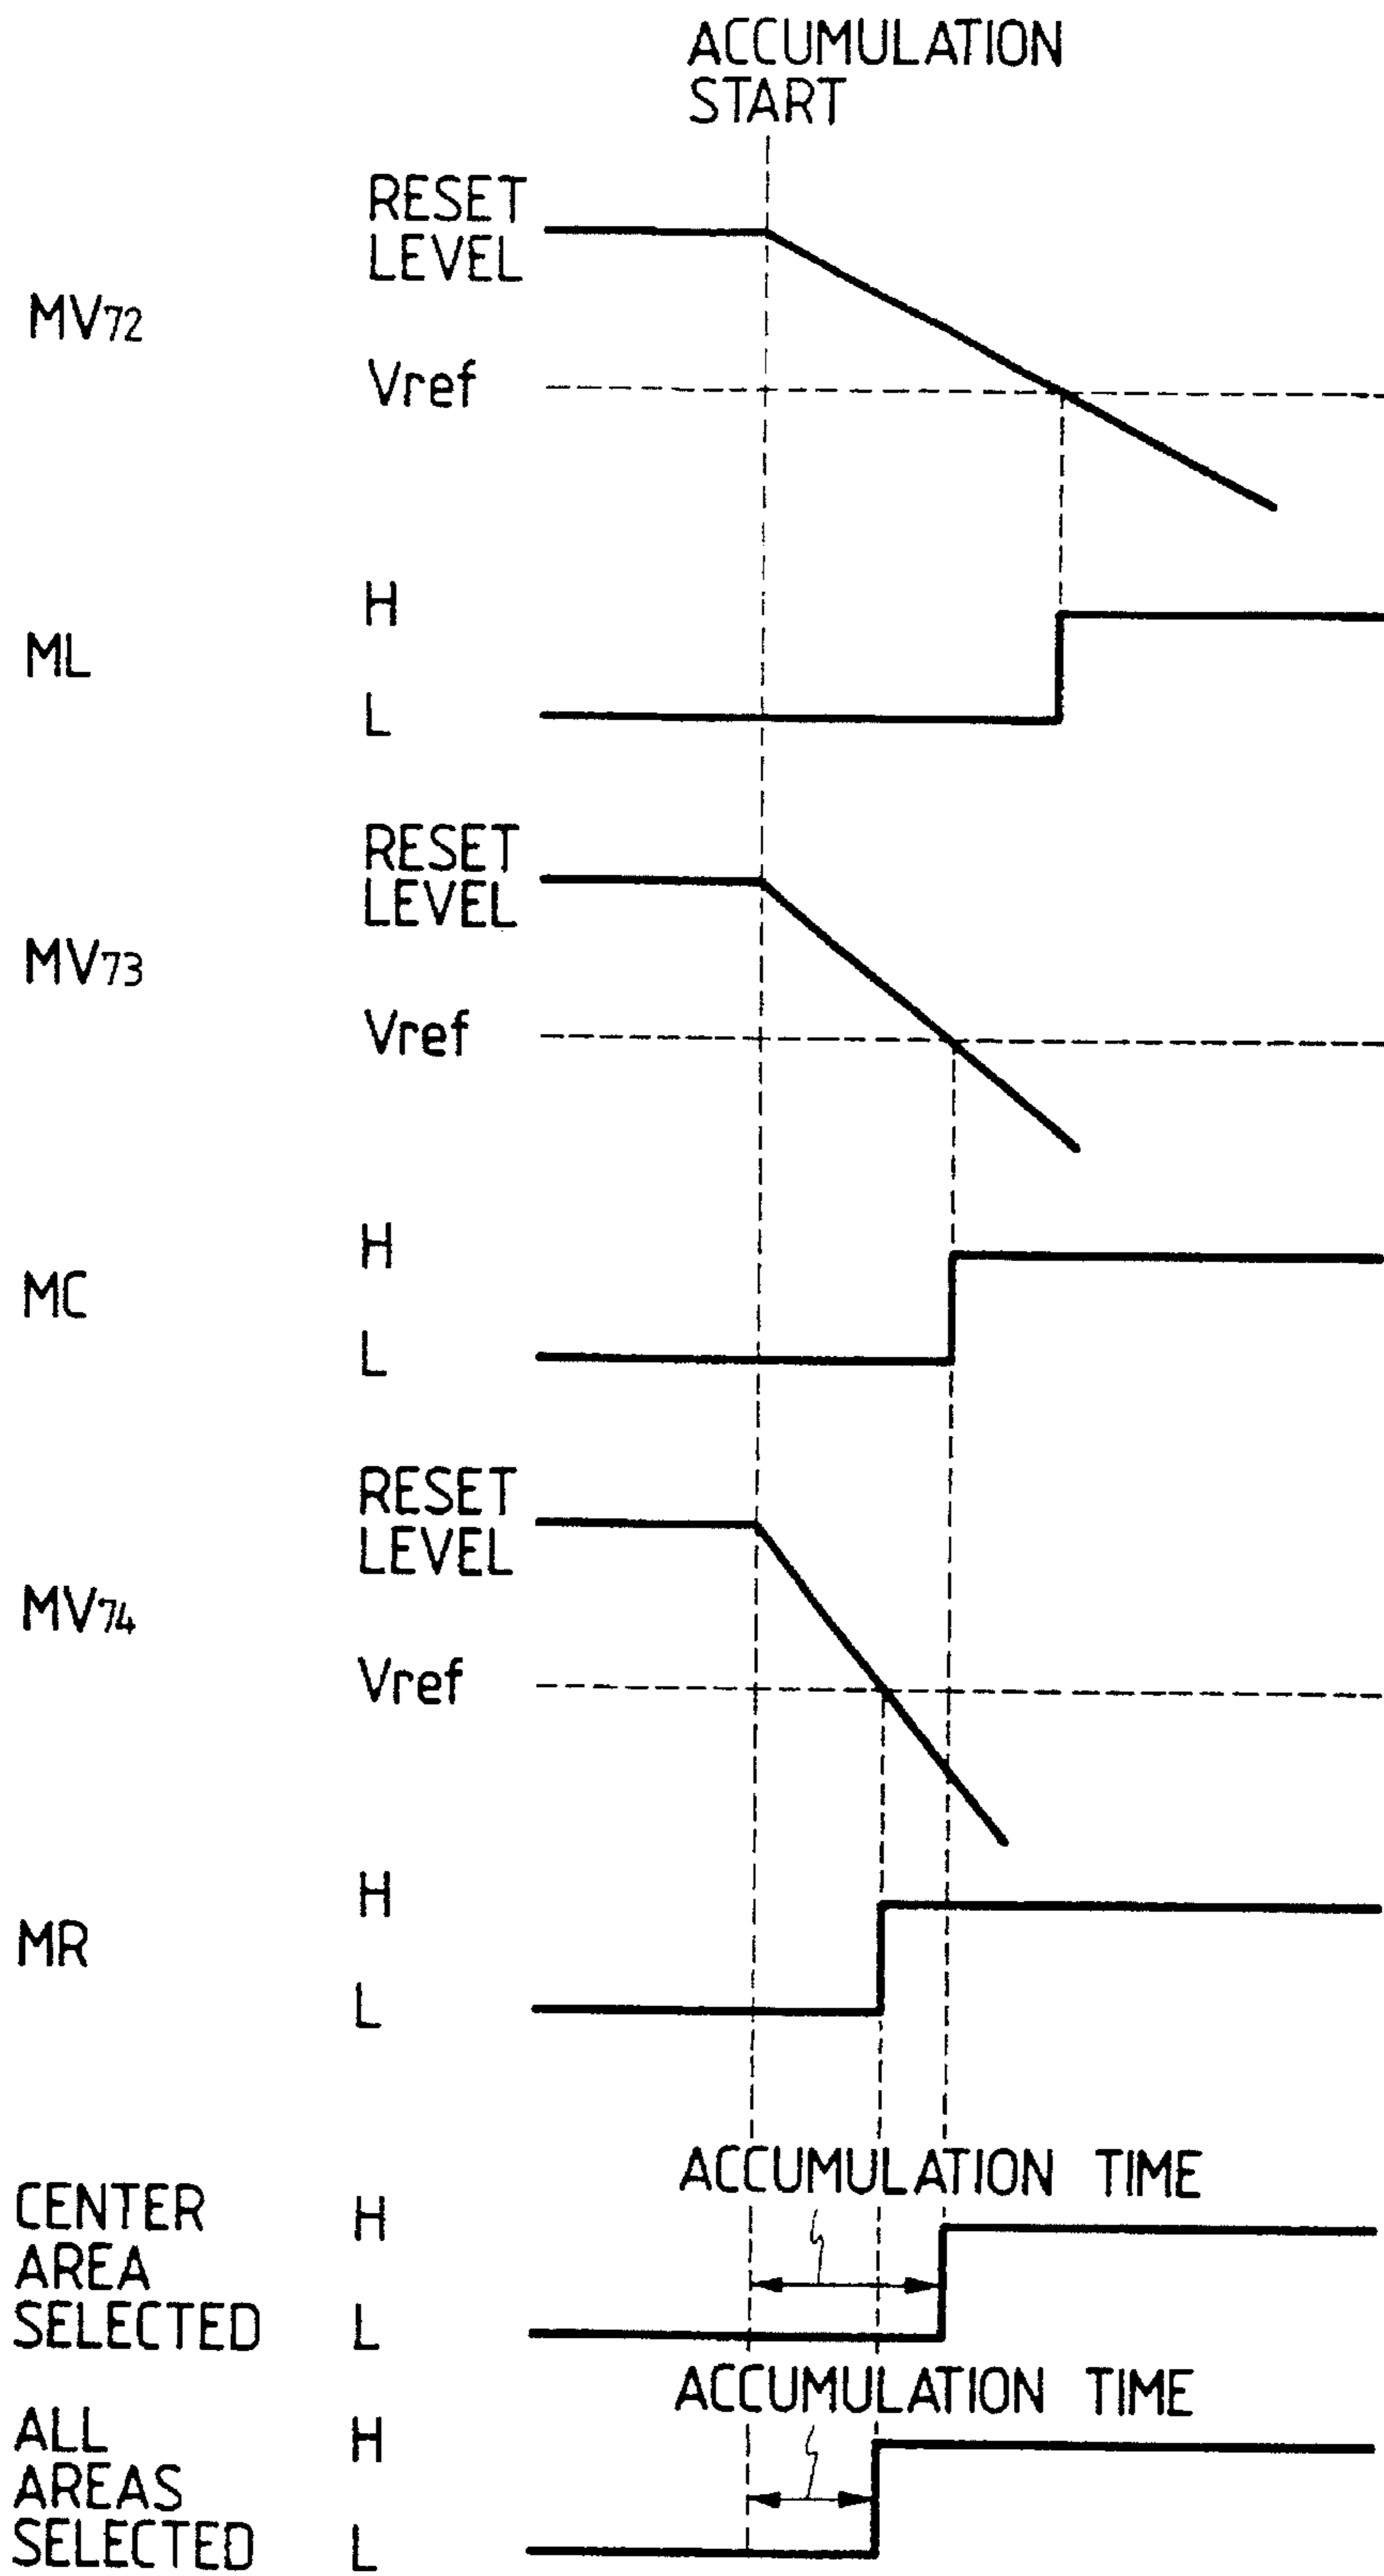 ACCUMULATION
START
RESET
LEVEL
MV72
Vref
H
ML
L
RESET
LEVEL
MV73
Vref
H
MC
L
RESET
LEVEL
MV74
Vref
H
MR
L
ACCUMULATION TIME
CENTER
AREA
SELECTED
H
L
ACCUMULATION TIME
ALL
AREAS
SELECTED
H
L